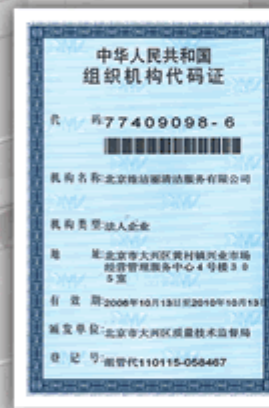 中华人民共和国
组织机构代码证
代 码 77409098-6
机构名称 北京维洁丽清洁服务有限公司
机构类型 法人企业
地 址 北京市大兴区黄村镇兴业市场
经营管理服务中心4号楼30
5室
有 效 期 2006年10月13日至2010年10月13日
颁发单位 北京市大兴区质量技术监督局
登 记 号 组管代110115-058467